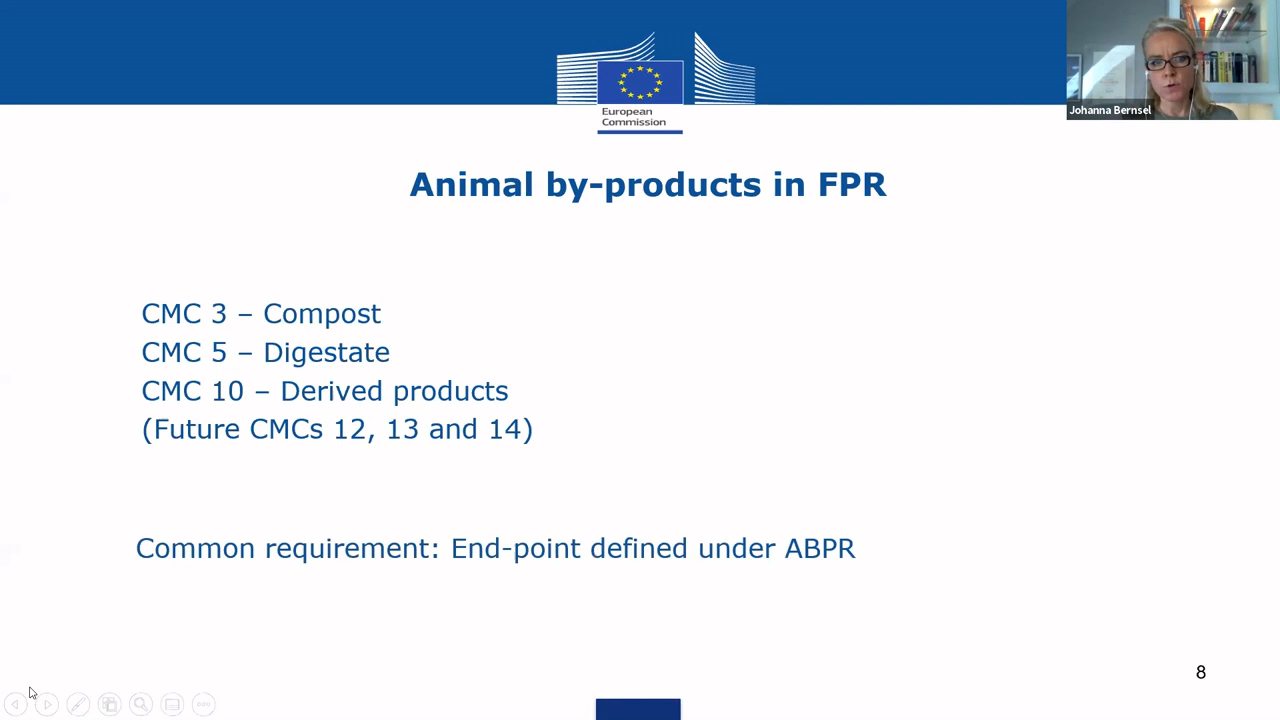 European
Commission
Johanna Bernsel
Animal by-products in FPR
CMC 3 – Compost
CMC 5 – Digestate
CMC 10 – Derived products
(Future CMCs 12, 13 and 14)
Common requirement: End-point defined under ABPR
8